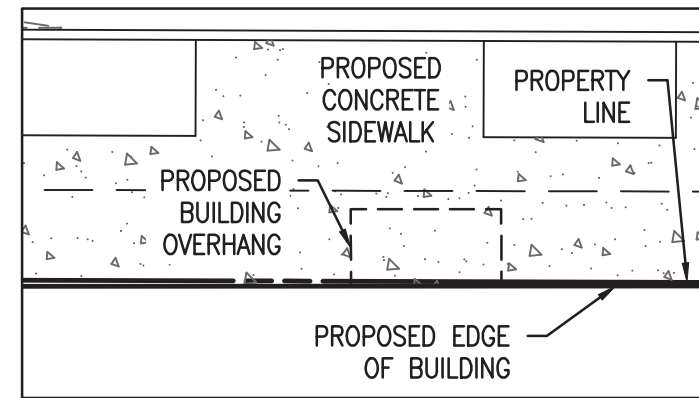 PROPOSED
CONCRETE
SIDEWALK
PROPERTY
LINE
PROPOSED
BUILDING
OVERHANG
PROPOSED EDGE
OF BUILDING